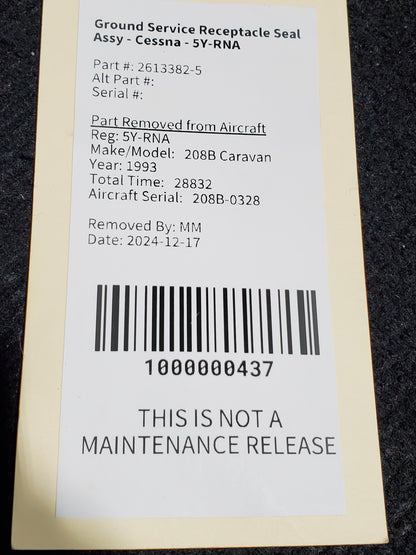 Ground Service Receptacle Seal
Assy - Cessna - 5Y-RNA
Part #: 2613382-5
Alt Part #:
Serial #:
Part Removed from Aircraft
Reg: 5Y-RNA
Make/Model: 208B Caravan
Year: 1993
Total Time: 28832
Aircraft Serial: 208B-0328
Removed By: MM
Date: 2024-12-17
1000000437
THIS IS NOT A
MAINTENANCE RELEASE